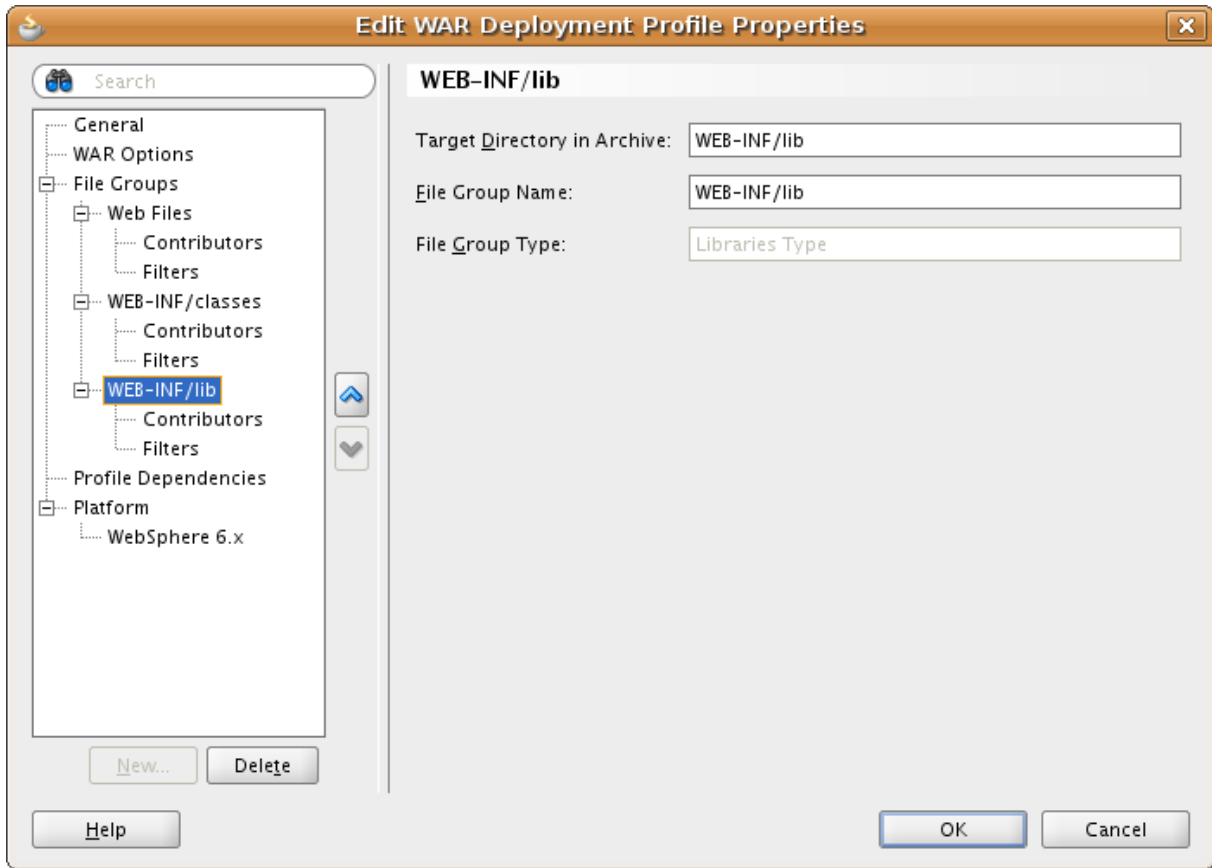 Edit WAR Deployment Profile Properties
Search
General
WAR Options
File Groups
Web Files
Contributors
Filters
WEB-INF/classes
Contributors
Filters
WEB-INF/lib
Contributors
Filters
Profile Dependencies
Platform
WebSphere 6.x
New...
Delete
WEB-INF/lib
Target Directory in Archive: WEB-INF/lib
File Group Name: WEB-INF/lib
File Group Type: Libraries Type
Help
OK
Cancel